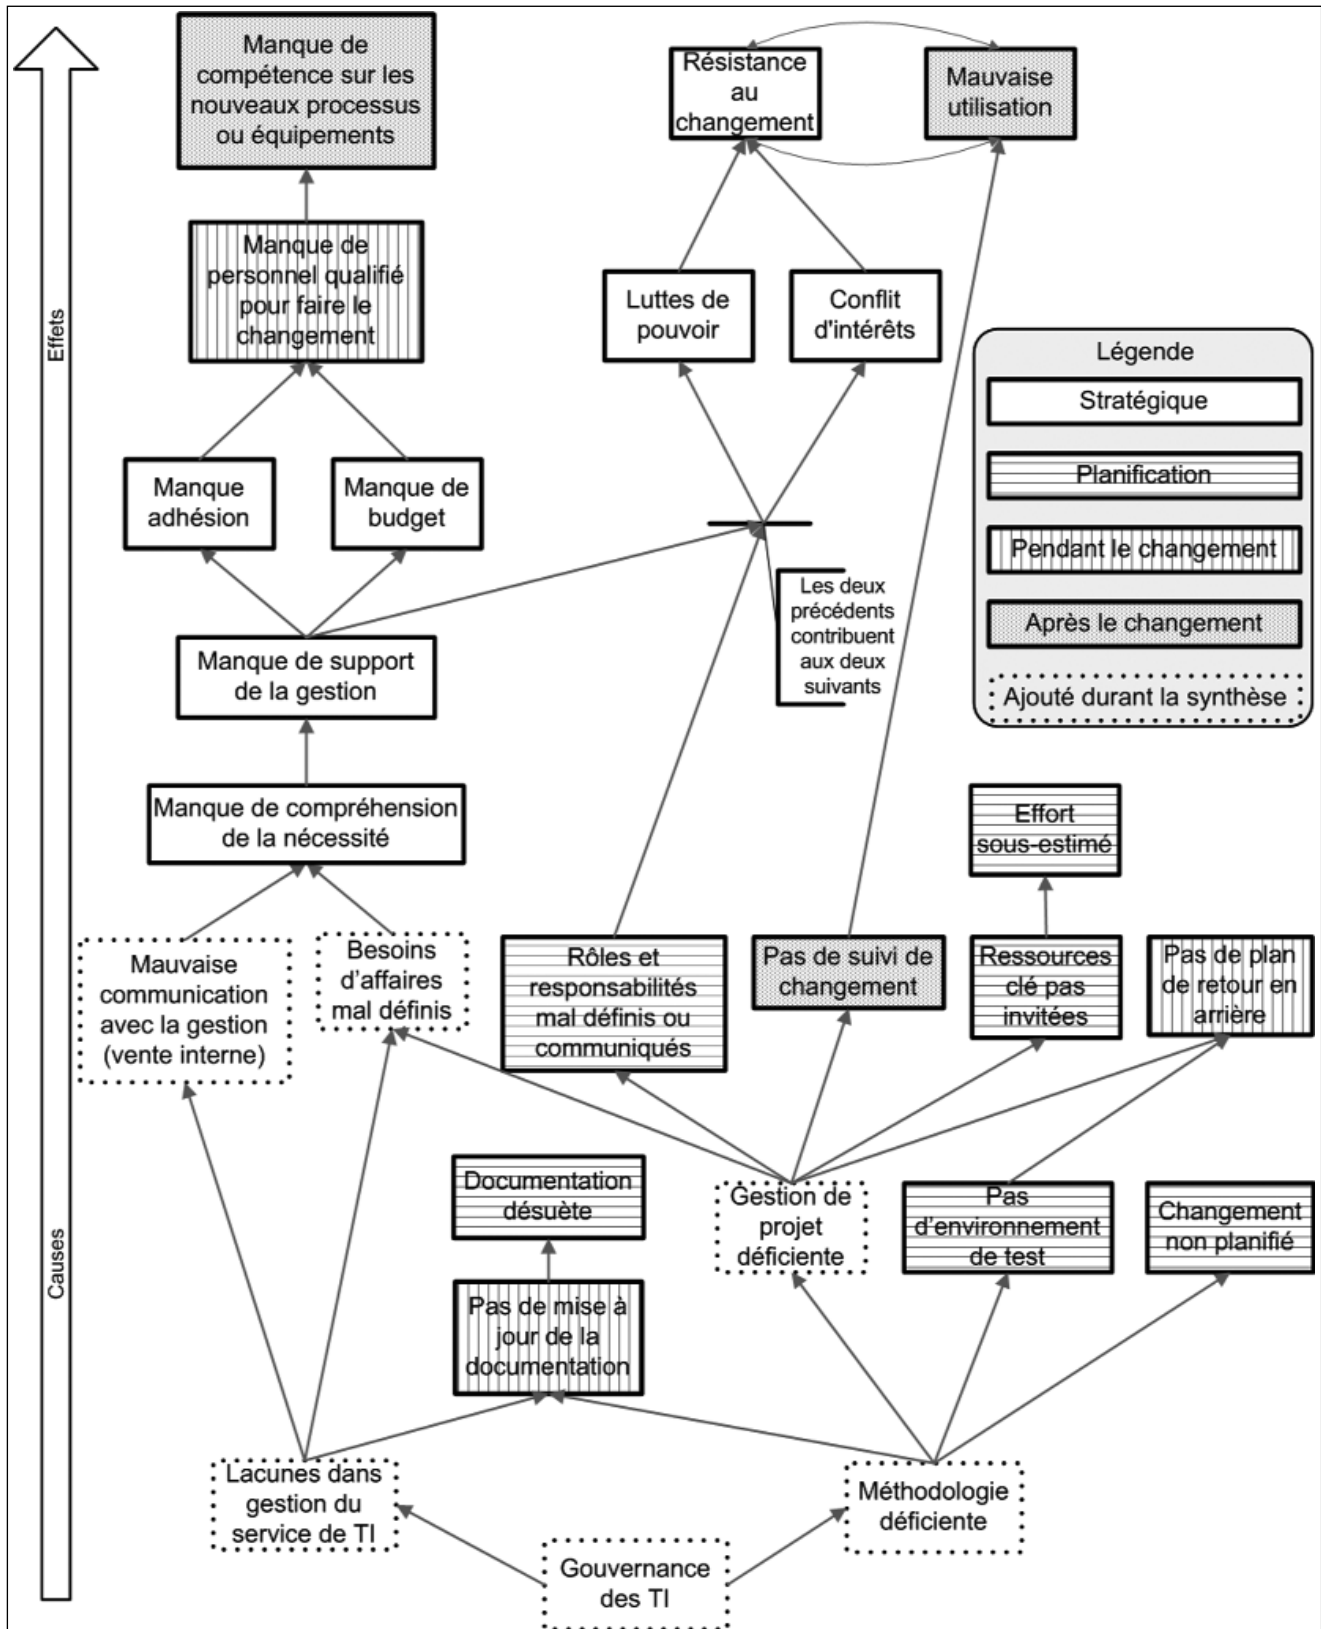 Manque de
compétence sur les
nouveaux processus
ou équipements
Résistance
au
changement
Mauvaise
utilisation
Manque de
personnel qualifié
pour faire le
changement
Luttes de
pouvoir
Conflit
d'intérêts
Effets
Légende
Stratégique
Planification
Pendant le changement
Après le changement
Ajouté durant la synthèse
Manque
adhésion
Manque de
budget
Les deux
précédents
contribuent
aux deux
suivants
Manque de support
de la gestion
Manque de compréhension
de la nécessité
Effort
sous-estimé
Mauvaise
communication
avec la gestion
(vente interne)
Besoins
d’affaires
mal définis
Rôles et
responsabilités
mal définis ou
communiqués
Pas de suivi de
changement
Ressources
clé pas
invitées
Pas de plan
de retour en
arrière
Causes
Documentation
désuète
Gestion de
projet
déficiente
Pas
d’environnement
de test
Changement
non planifié
Pas de mise à
jour de la
documentation
Lacunes dans
gestion du
service de TI
Méthodologie
déficiente
Gouvernance
des TI